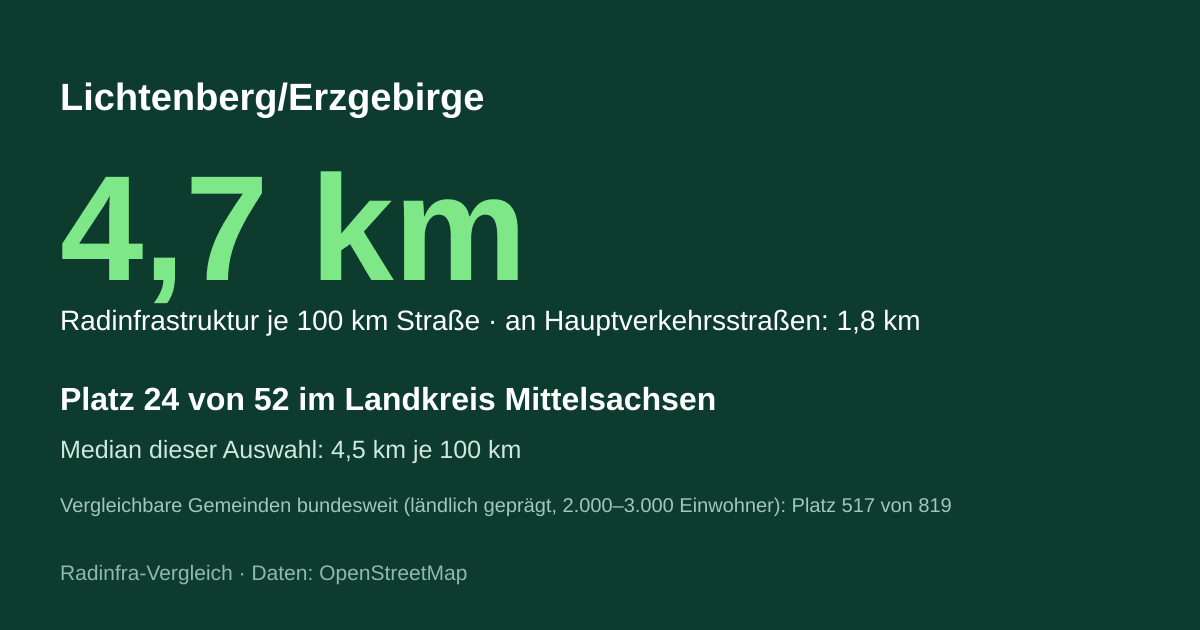 Lichtenberg/Erzgebirge
4,7 km
Radinfrastruktur je 100 km Straße · an Hauptverkehrsstraßen: 1,8 km
Platz 24 von 52 im Landkreis Mittelsachsen
Median dieser Auswahl: 4,5 km je 100 km
Vergleichbare Gemeinden bundesweit (ländlich geprägt, 2.000–3.000 Einwohner): Platz 517 von 819
Radinfra-Vergleich · Daten: OpenStreetMap